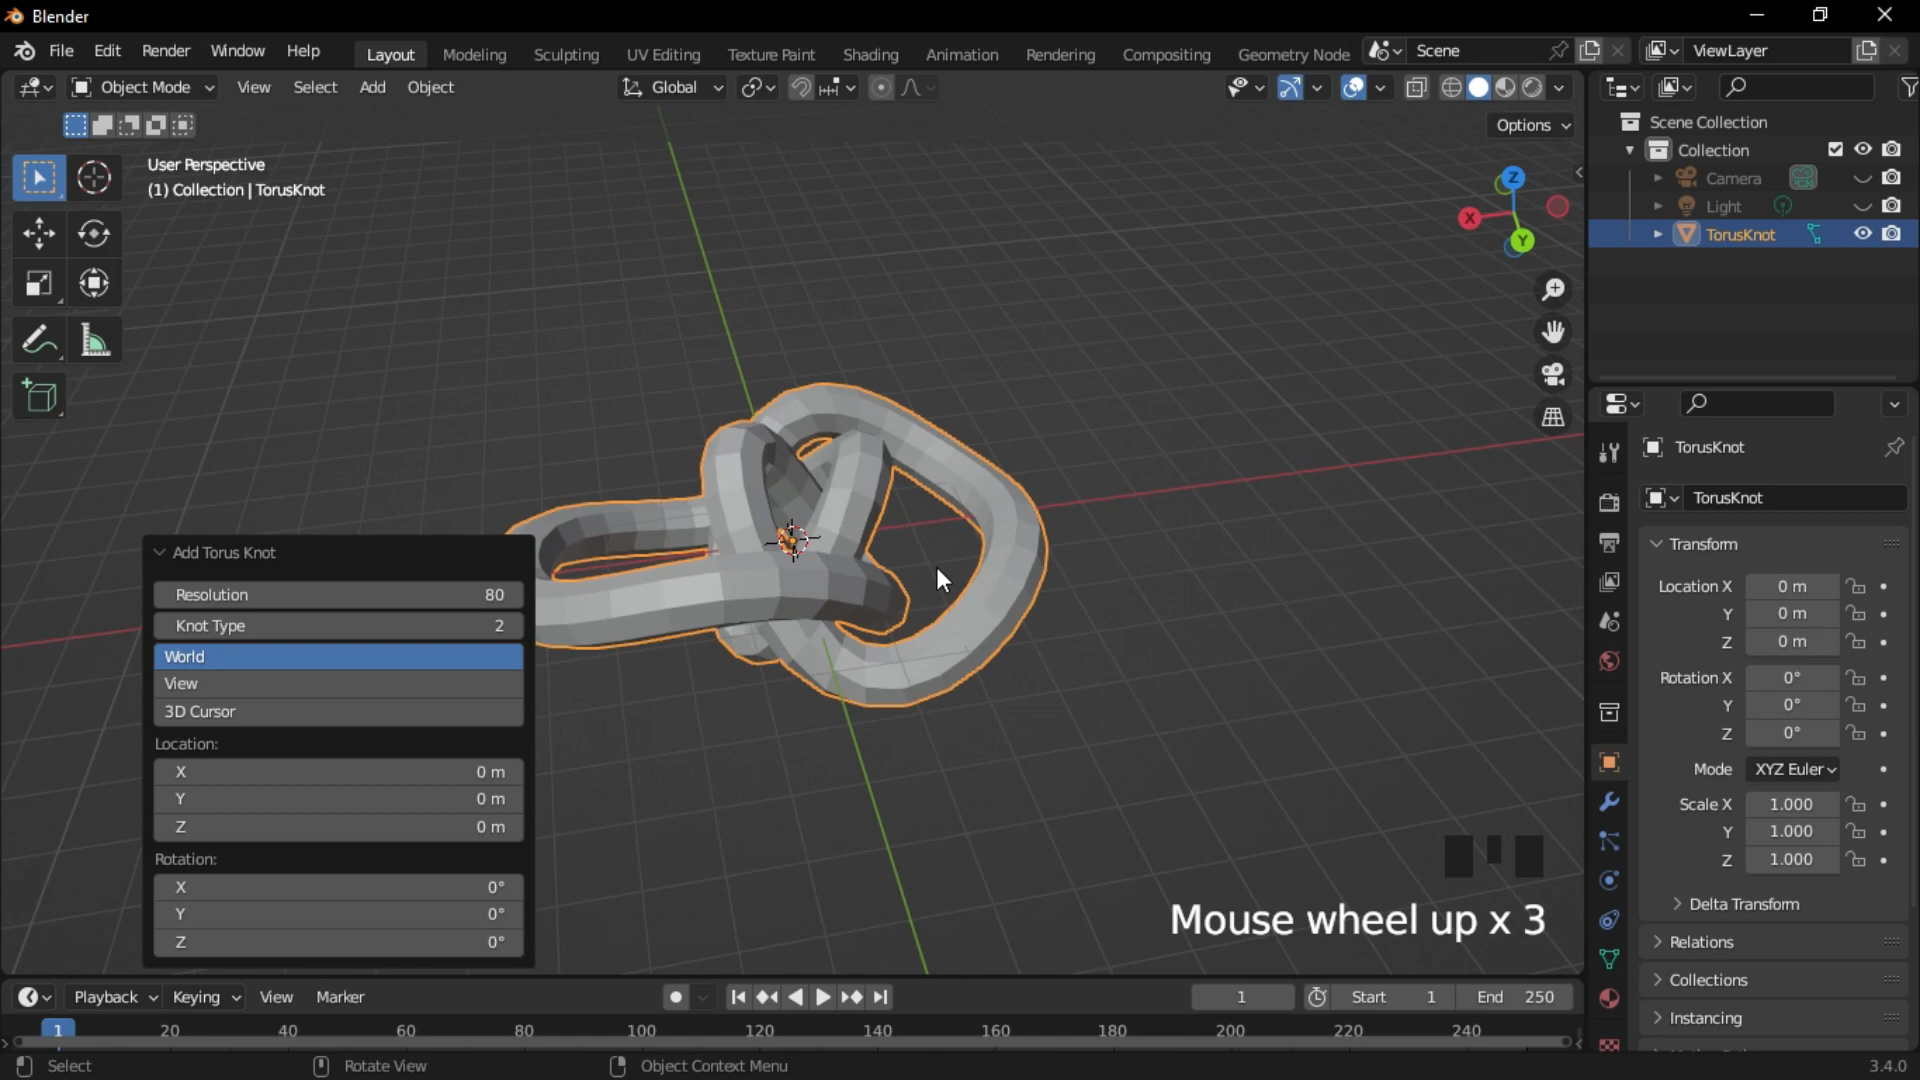 Blender
File Edit Render Window Help Layout Modeling Sculpting UV Editing Texture Paint Shading Animation Rendering Compositing Geometry Node Scene ViewLayer
Object Mode View Select Add Object Global
Options
User Perspective
(1) Collection | TorusKnot
Z
X
Y
Scene Collection
Collection
Camera
Light
TorusKnot
Add Torus Knot
Resolution 80
Knot Type 2
World
View
3D Cursor
Location:
X 0 m
Y 0 m
Z 0 m
Rotation:
X 0°
Y 0°
Z 0°
Mouse wheel up x 3
TorusKnot
TorusKnot
Transform
Location X 0 m
Y 0 m
Z 0 m
Rotation X 0°
Y 0°
Z 0°
Mode XYZ Euler
Scale X 1.000
Y 1.000
Z 1.000
Delta Transform
Relations
Collections
Instancing
Playback Keying View Marker 1 Start 1 End 250
1 20 40 60 80 100 120 140 160 180 200 220 240
Select Rotate View Object Context Menu 3.4.0